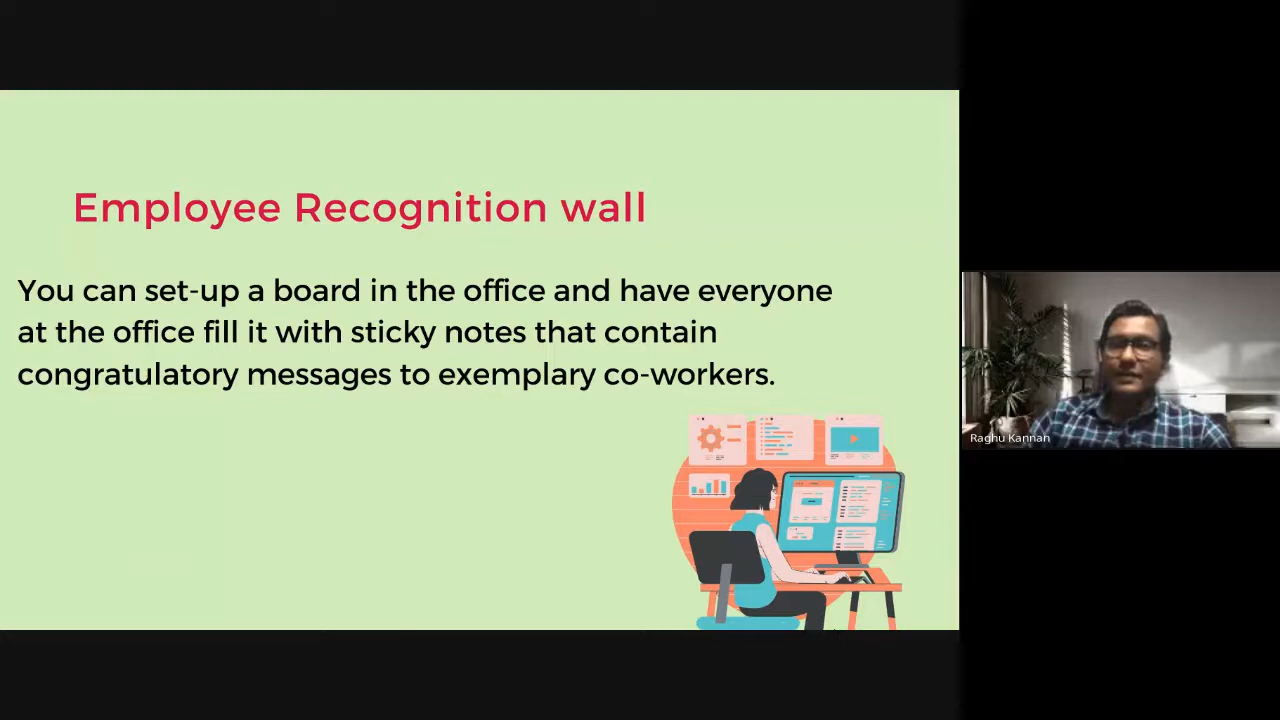 Employee Recognition wall
You can set-up a board in the office and have everyone
at the office fill it with sticky notes that contain
congratulatory messages to exemplary co-workers.
Raghu Kannan